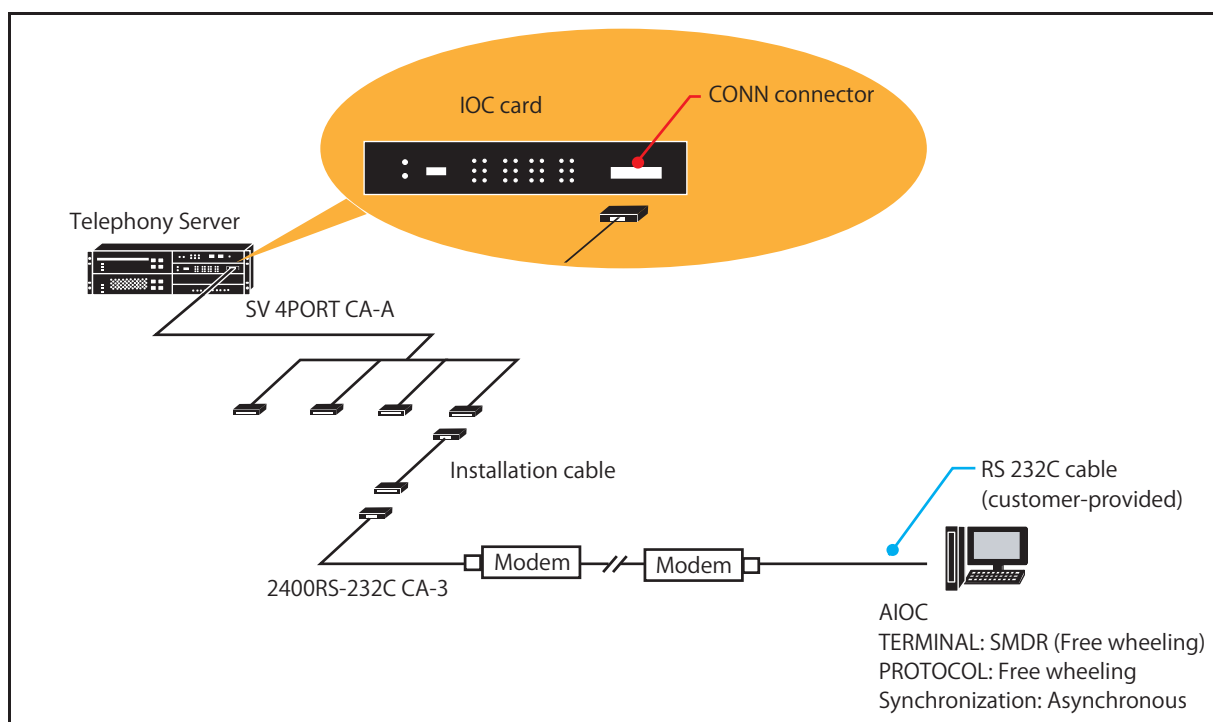 IOC card
CONN connector
Telephony Server
SV 4PORT CA-A
Installation cable
RS 232C cable
(customer-provided)
Modem
Modem
2400RS-232C CA-3
AIOC
TERMINAL: SMDR (Free wheeling)
PROTOCOL: Free wheeling
Synchronization: Asynchronous